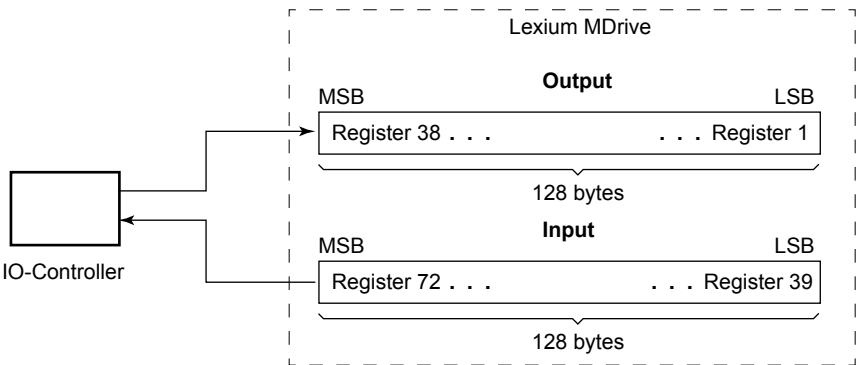 Lexium MDrive
Output
MSB LSB
Register 38 . . . . . . Register 1
128 bytes
Input
MSB LSB
IO-Controller
Register 72 . . . . . . Register 39
128 bytes